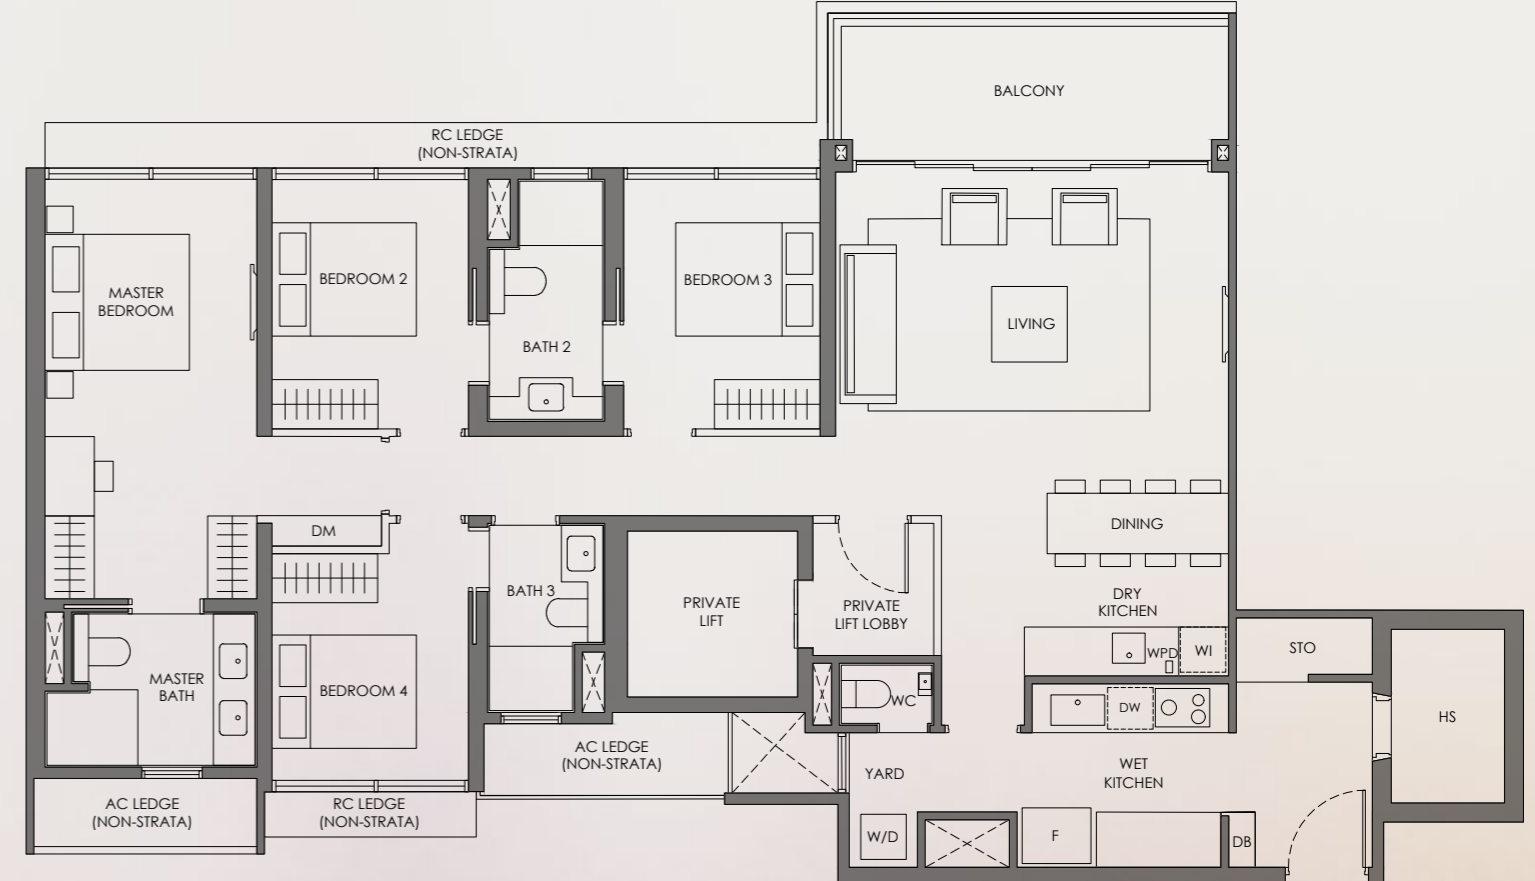 BALCONY
RC LEDGE
(NON-STRATA)
MASTER
BEDROOM
BEDROOM 2
BATH 2
BEDROOM 3
LIVING
DM
BATH 3
PRIVATE
LIFT
PRIVATE
LIFT LOBBY
DINING
DRY
KITCHEN
WPD
WI
STO
MASTER
BATH
BEDROOM 4
WC
DW
HS
AC LEDGE
(NON-STRATA)
YARD
WET
KITCHEN
AC LEDGE
(NON-STRATA)
RC LEDGE
(NON-STRATA)
W/D
F
DB